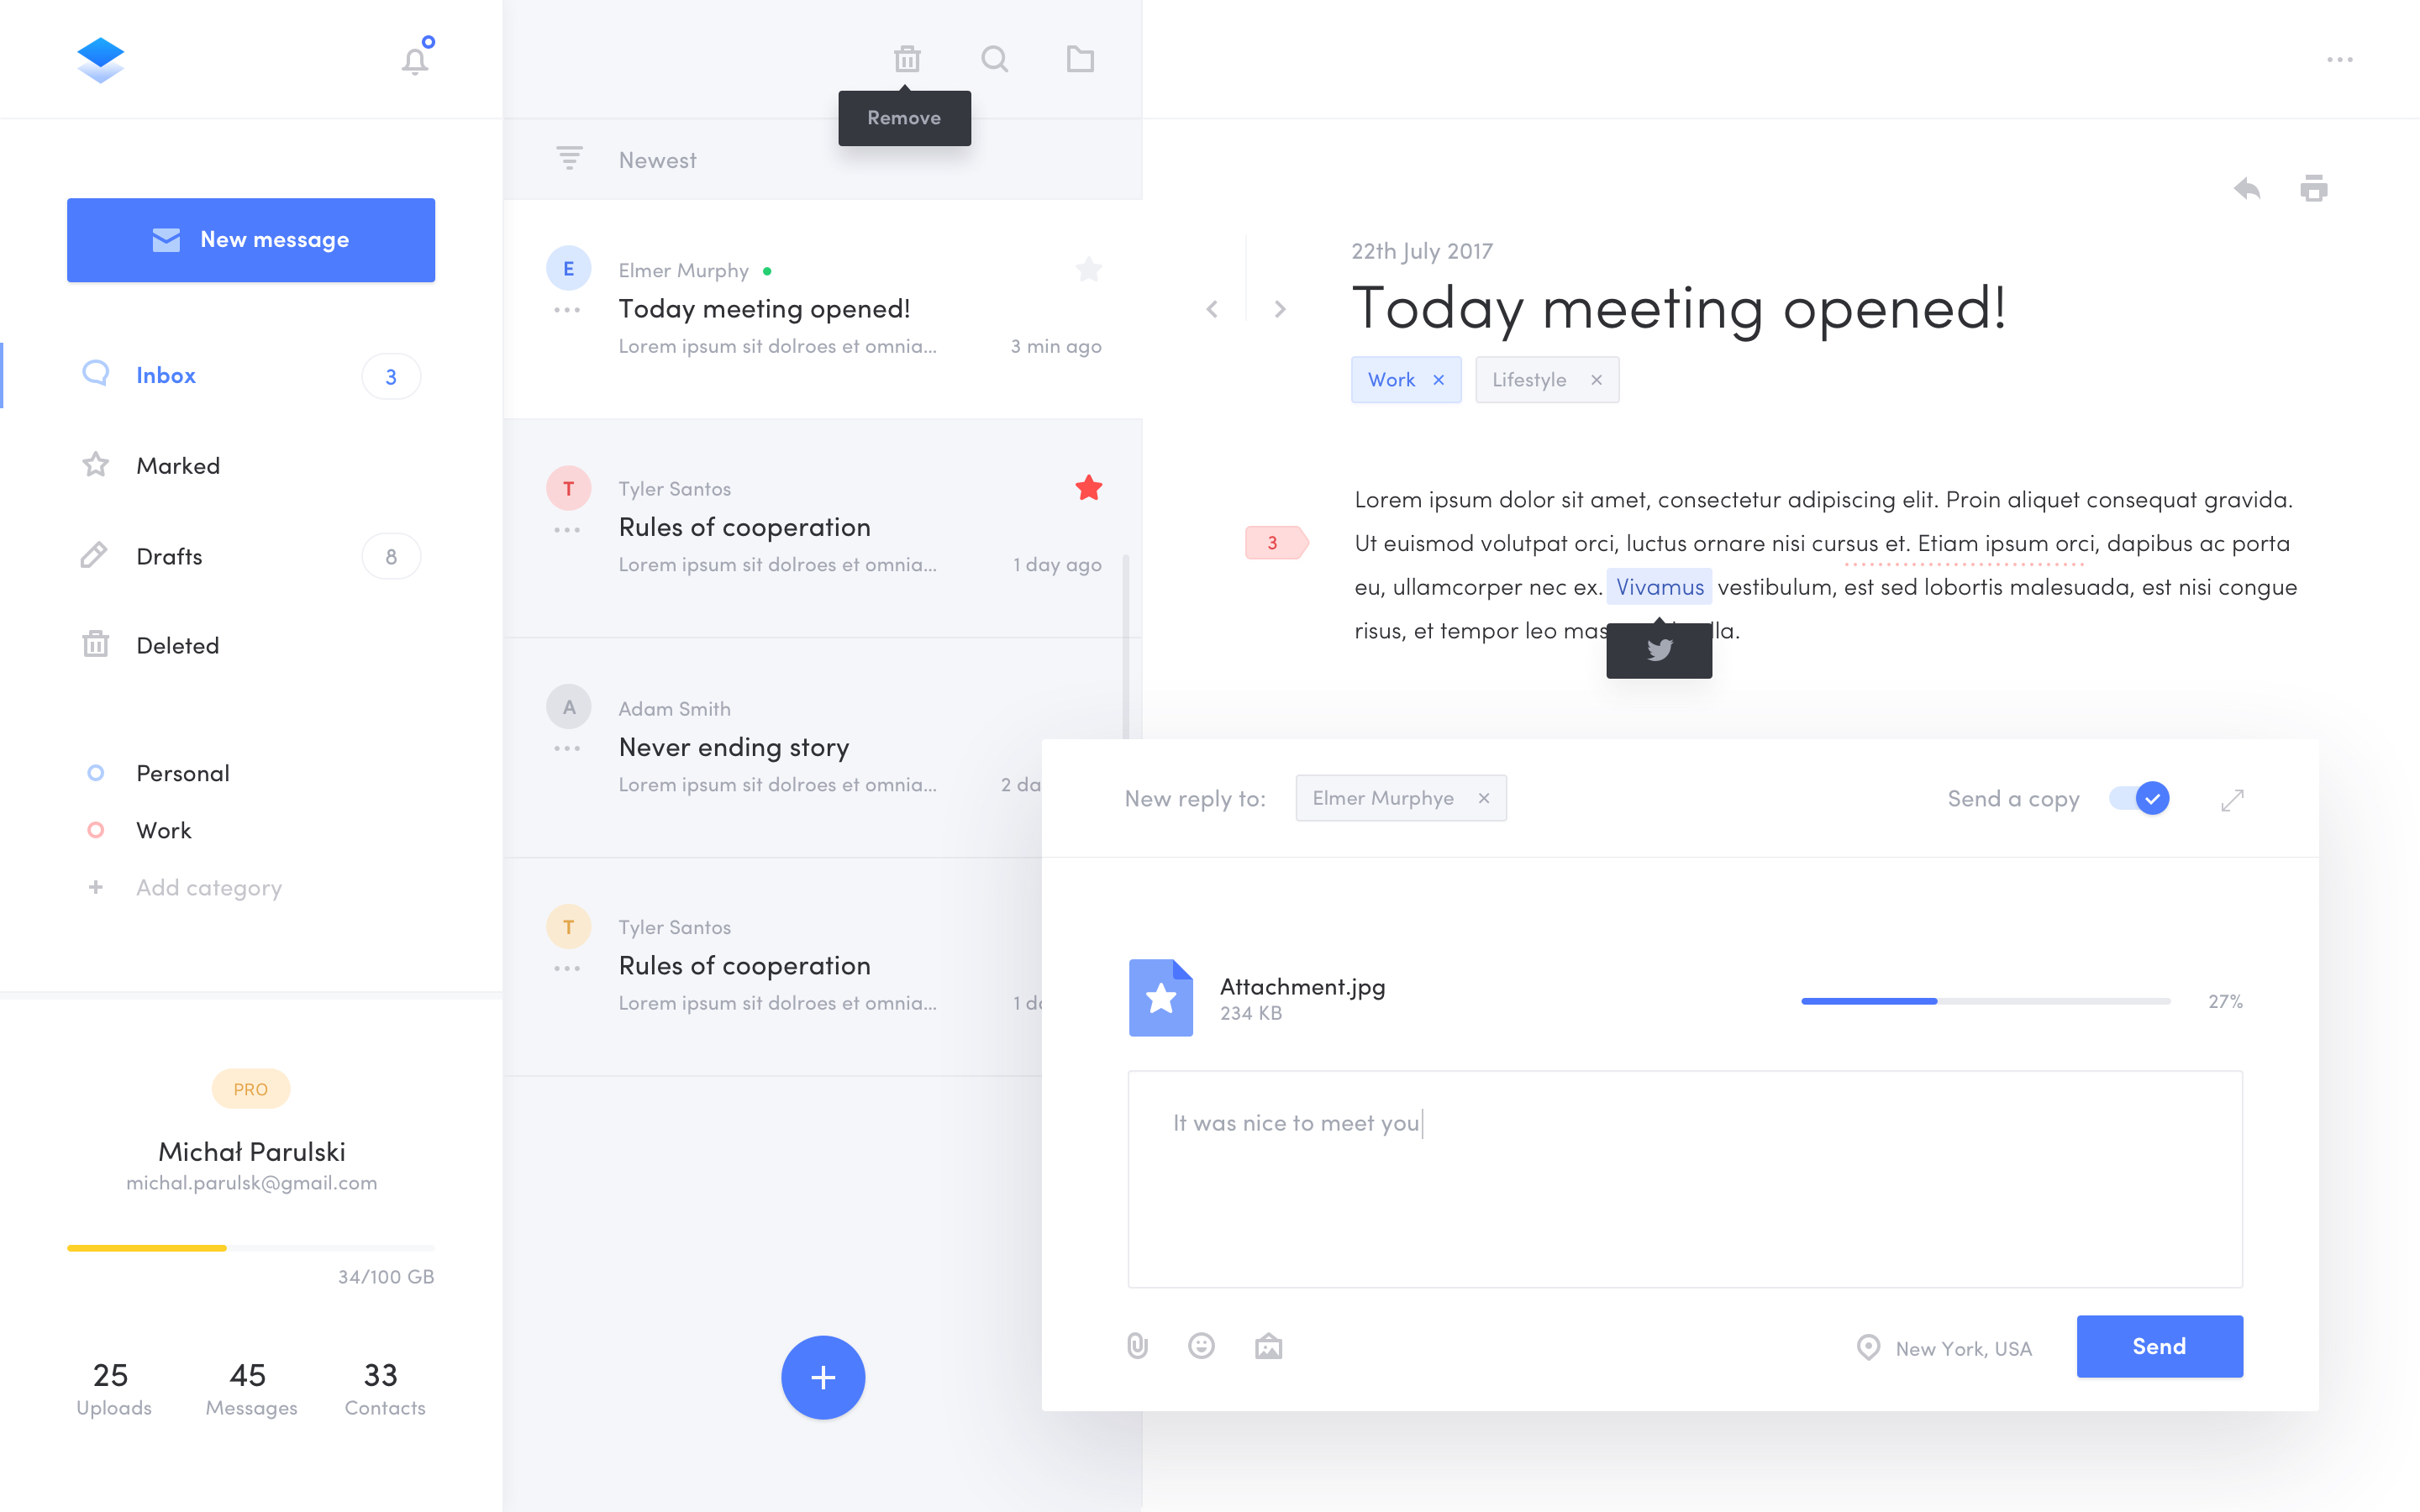 New message
Inbox
3
Marked
Drafts
8
Deleted
Personal
Work
Add category
PRO
Michał Parulski
michal.parulsk@gmail.com
34/100 GB
25
Uploads
45
Messages
33
Contacts
Remove
Newest
E
Elmer Murphy
Today meeting opened!
Lorem ipsum sit dolroes et omnia...
3 min ago
T
Tyler Santos
Rules of cooperation
Lorem ipsum sit dolroes et omnia...
1 day ago
A
Adam Smith
Never ending story
Lorem ipsum sit dolroes et omnia...
2
T
Tyler Santos
Rules of cooperation
Lorem ipsum sit dolroes et omnia...
1
22th July 2017
Today meeting opened!
Work
Lifestyle
Lorem ipsum dolor sit amet, consectetur adipiscing elit. Proin aliquet consequat gravida.
3
Ut euismod volutpat orci, luctus ornare nisi cursus et. Etiam ipsum orci, dapibus ac porta
eu, ullamcorper nec ex. Vivamus vestibulum, est sed lobortis malesuada, est nisi congue
risus, et tempor leo
New reply to:
Elmer Murphye
Send a copy
Attachment.jpg
234 KB
27%
It was nice to meet you
New York, USA
Send